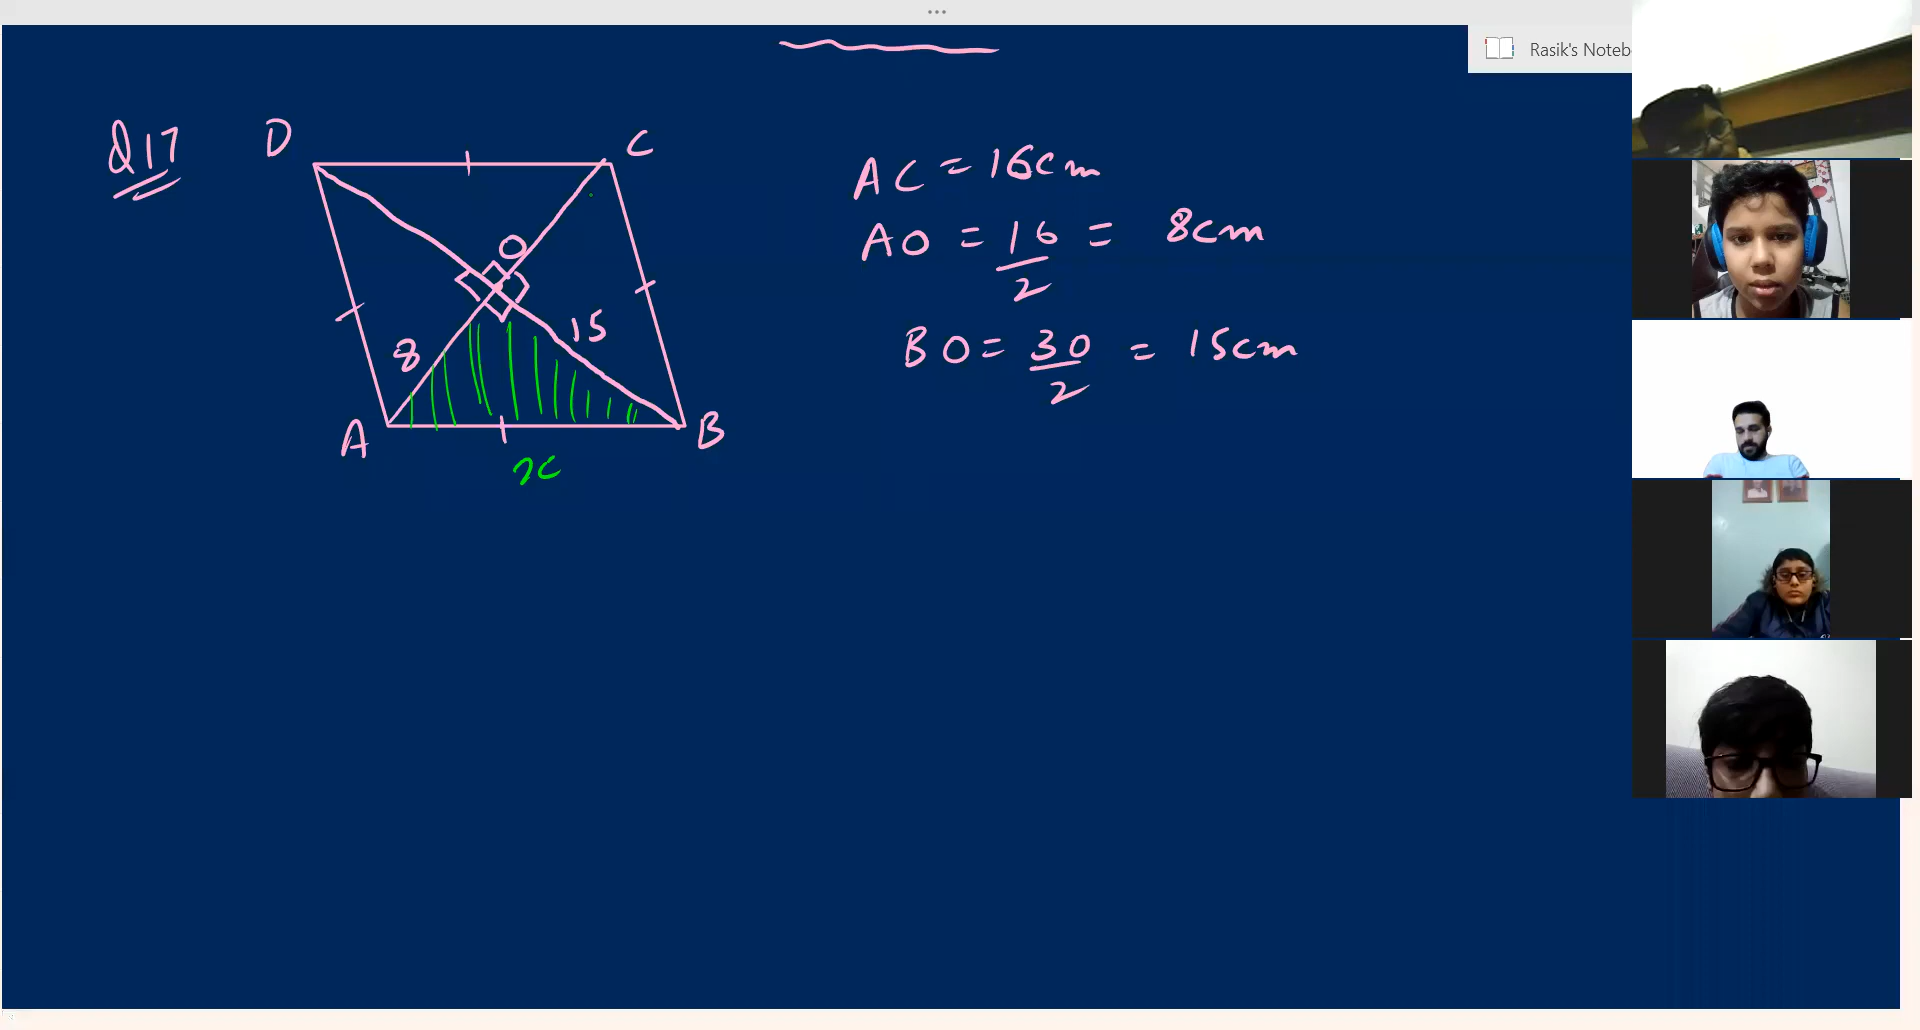 Rasik's Noteb
Q17
D
C
O
8
15
A
B
x
AC = 16cm
AO = 16/2 = 8cm
BO = 30/2 = 15cm